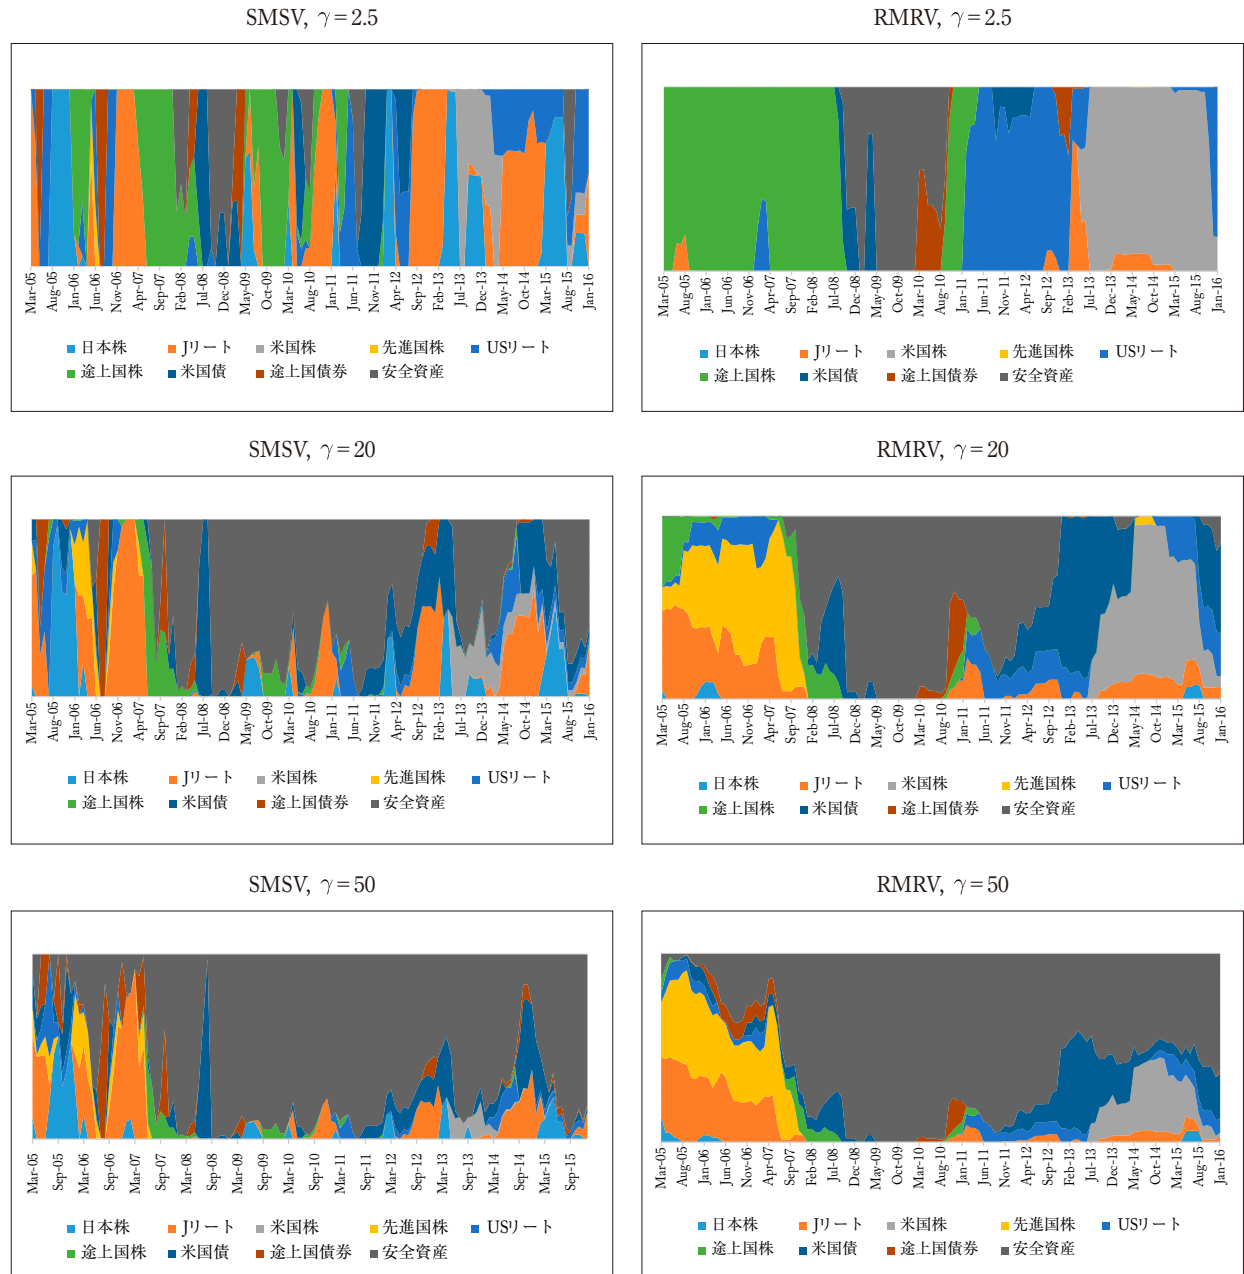 SMSV, γ=2.5
Mar-05 Aug-05 Jan-06 Jun-06 Nov-06 Apr-07 Sep-07 Feb-08 Jul-08 Dec-08 May-09 Oct-09 Mar-10 Aug-10 Jan-11 Jun-11 Nov-11 Apr-12 Sep-12 Feb-13 Jul-13 Dec-13 May-14 Oct-14 Mar-15 Aug-15 Jan-16
日本株 Jリート 米国株 先進国株 USリート
途上国株 米国債 途上国債券 安全資産
RMRV, γ=2.5
Mar-05 Aug-05 Jan-06 Jun-06 Nov-06 Apr-07 Sep-07 Feb-08 Jul-08 Dec-08 May-09 Oct-09 Mar-10 Aug-10 Jan-11 Jun-11 Nov-11 Apr-12 Sep-12 Feb-13 Jul-13 Dec-13 May-14 Oct-14 Mar-15 Aug-15 Jan-16
日本株 Jリート 米国株 先進国株 USリート
途上国株 米国債 途上国債券 安全資産
SMSV, γ=20
Mar-05 Aug-05 Jan-06 Jun-06 Nov-06 Apr-07 Sep-07 Feb-08 Jul-08 Dec-08 May-09 Oct-09 Mar-10 Aug-10 Jan-11 Jun-11 Nov-11 Apr-12 Sep-12 Feb-13 Jul-13 Dec-13 May-14 Oct-14 Mar-15 Aug-15 Jan-16
日本株 Jリート 米国株 先進国株 USリート
途上国株 米国債 途上国債券 安全資産
RMRV, γ=20
Mar-05 Aug-05 Jan-06 Jun-06 Nov-06 Apr-07 Sep-07 Feb-08 Jul-08 Dec-08 May-09 Oct-09 Mar-10 Aug-10 Jan-11 Jun-11 Nov-11 Apr-12 Sep-12 Feb-13 Jul-13 Dec-13 May-14 Oct-14 Mar-15 Aug-15 Jan-16
日本株 Jリート 米国株 先進国株 USリート
途上国株 米国債 途上国債券 安全資産
SMSV, γ=50
Mar-05 Sep-05 Mar-06 Sep-06 Mar-07 Sep-07 Mar-08 Sep-08 Mar-09 Sep-09 Mar-10 Sep-10 Mar-11 Sep-11 Mar-12 Sep-12 Mar-13 Sep-13 Mar-14 Sep-14 Mar-15 Sep-15
日本株 Jリート 米国株 先進国株 USリート
途上国株 米国債 途上国債券 安全資産
RMRV, γ=50
Mar-05 Aug-05 Jan-06 Jun-06 Nov-06 Apr-07 Sep-07 Feb-08 Jul-08 Dec-08 May-09 Oct-09 Mar-10 Aug-10 Jan-11 Jun-11 Nov-11 Apr-12 Sep-12 Feb-13 Jul-13 Dec-13 May-14 Oct-14 Mar-15 Aug-15 Jan-16
日本株 Jリート 米国株 先進国株 USリート
途上国株 米国債 途上国債券 安全資産